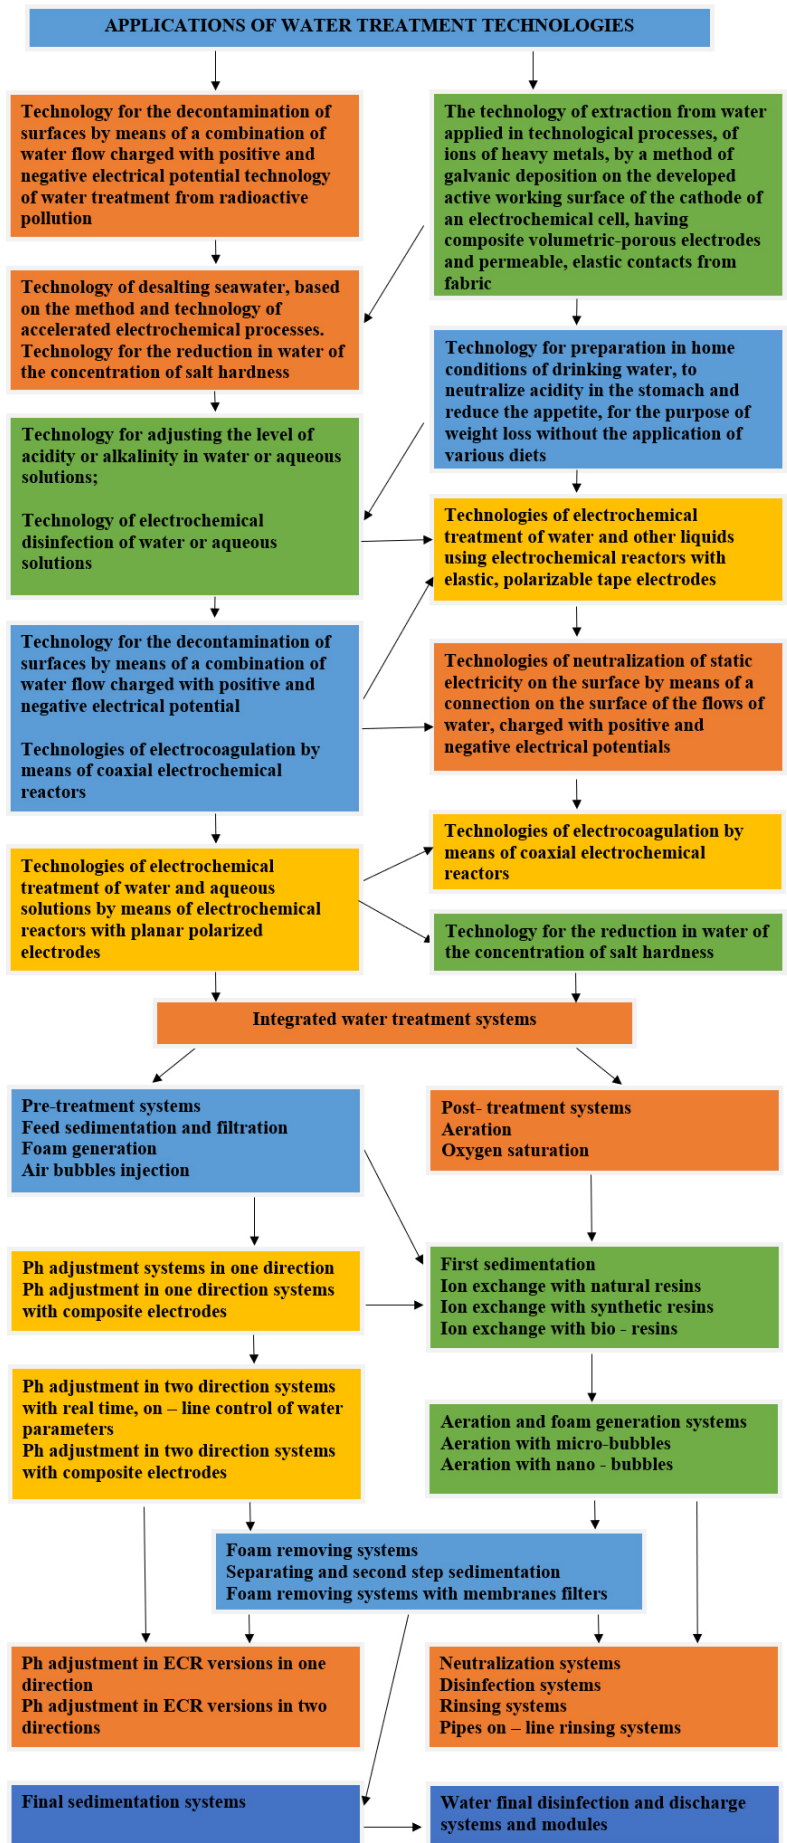 APPLICATIONS OF WATER TREATMENT TECHNOLOGIES
Technology for the decontamination of
surfaces by means of a combination of
water flow charged with positive and
negative electrical potential technology
of water treatment from radioactive
pollution
The technology of extraction from water
applied in technological processes, of
ions of heavy metals, by a method of
galvanic deposition on the developed
active working surface of the cathode of
an electrochemical cell, having
composite volumetric-porous electrodes
and permeable, elastic contacts from
fabric
Technology of desalting seawater, based
on the method and technology of
accelerated electrochemical processes.
Technology for the reduction in water of
the concentration of salt hardness
Technology for preparation in home
conditions of drinking water, to
neutralize acidity in the stomach and
reduce the appetite, for the purpose of
weight loss without the application of
various diets
Technology for adjusting the level of
acidity or alkalinity in water or aqueous
solutions;
Technology of electrochemical
disinfection of water or aqueous
solutions
Technologies of electrochemical
treatment of water and other liquids
using electrochemical reactors with
elastic, polarizable tape electrodes
Technology for the decontamination of
surfaces by means of a combination of
water flow charged with positive and
negative electrical potential
Technologies of electrocoagulation by
means of coaxial electrochemical
reactors
Technologies of neutralization of static
electricity on the surface by means of a
connection on the surface of the flows of
water, charged with positive and
negative electrical potentials
Technologies of electrocoagulation by
means of coaxial electrochemical
reactors
Technologies of electrochemical
treatment of water and aqueous
solutions by means of electrochemical
reactors with planar polarized
electrodes
Technology for the reduction in water of
the concentration of salt hardness
Integrated water treatment systems
Pre-treatment systems
Feed sedimentation and filtration
Foam generation
Air bubbles injection
Post- treatment systems
Aeration
Oxygen saturation
Ph adjustment systems in one direction
Ph adjustment in one direction systems
with composite electrodes
First sedimentation
Ion exchange with natural resins
Ion exchange with synthetic resins
Ion exchange with bio - resins
Ph adjustment in two direction systems
with real time, on – line control of water
parameters
Ph adjustment in two direction systems
with composite electrodes
Aeration and foam generation systems
Aeration with micro-bubbles
Aeration with nano - bubbles
Foam removing systems
Separating and second step sedimentation
Foam removing systems with membranes filters
Ph adjustment in ECR versions in one
direction
Ph adjustment in ECR versions in two
directions
Neutralization systems
Disinfection systems
Rinsing systems
Pipes on – line rinsing systems
Final sedimentation systems
Water final disinfection and discharge
systems and modules